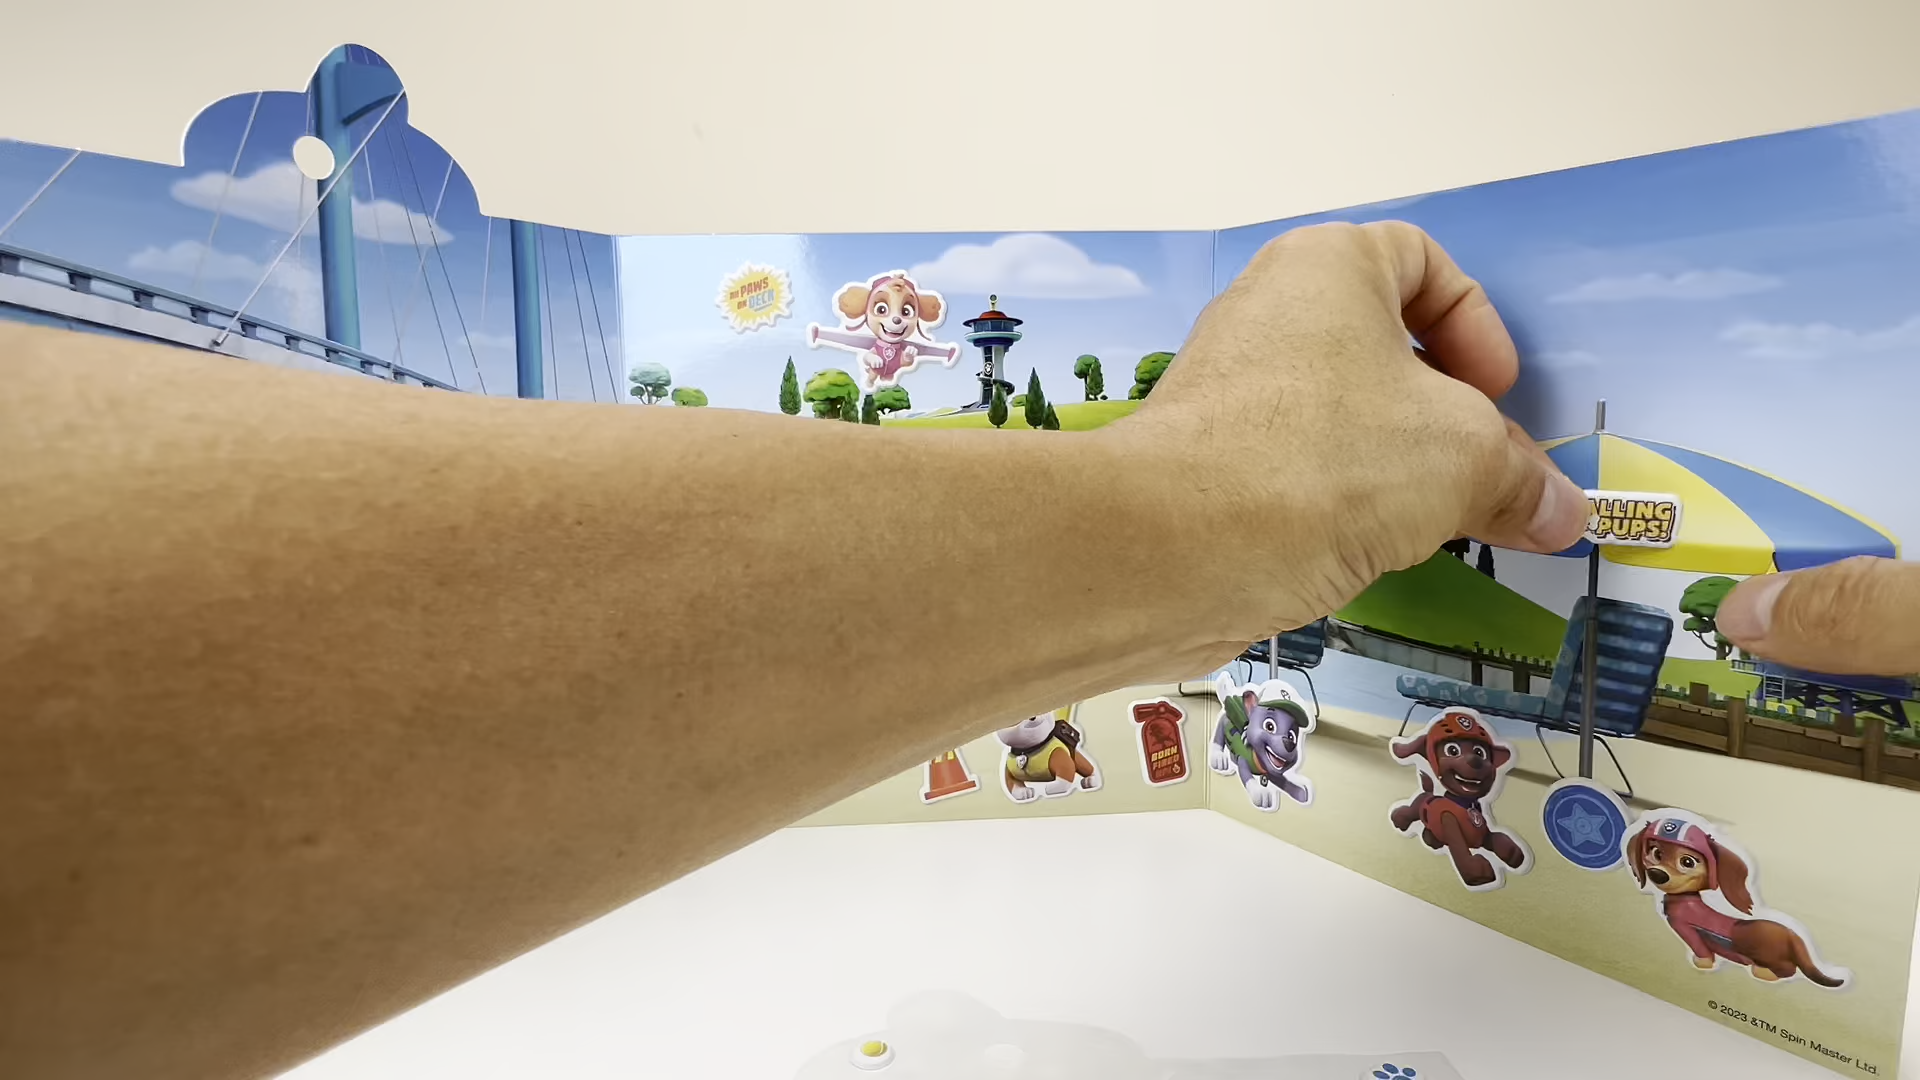 ALL PAWS
ON DECK
ALLING
PUPS!
BORN
FIRED
UP!
© 2023 &TM Spin Master Ltd.